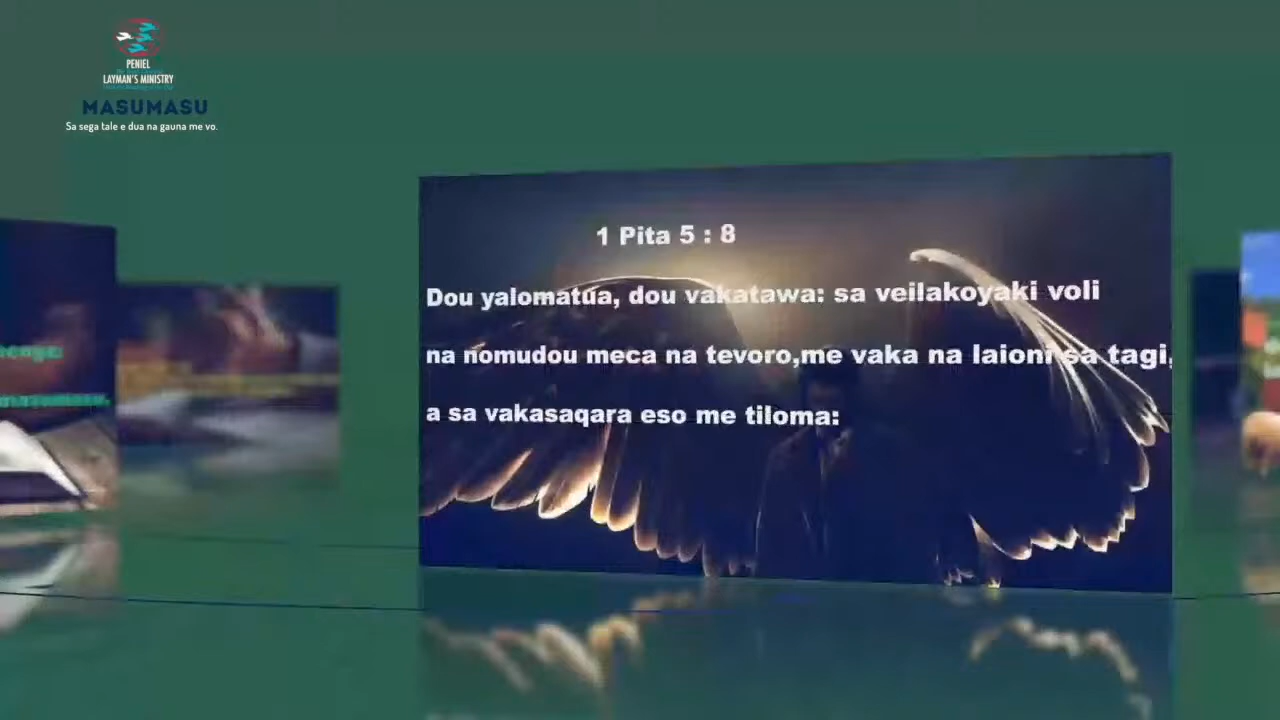 PENIEL
LAYMAN'S MINISTRY
MASUMASU
Sa sega tale e dua na gauna me vo.
1 Pita 5 : 8
Dou yalomatua, dou vakatawa: sa veilakoyaki voli
na nomudou meca na tevoro,me vaka na laioni sa tagi,
a sa vakasaqara eso me tiloma: